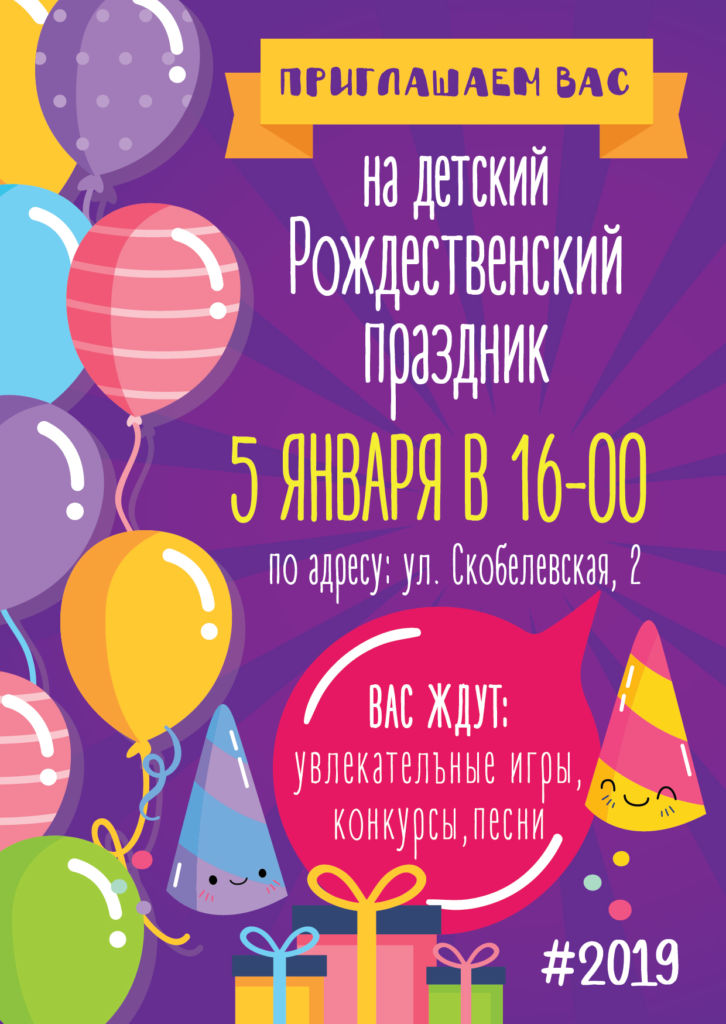 ПРИГЛАШАЕМ ВАС
на детский
Рождественский
праздник
5 ЯНВАРЯ В 16-00
по адресу: ул. Скобелевская, 2
ВАС ЖДУТ:
увлекательные игры,
конкурсы,песни
#2019